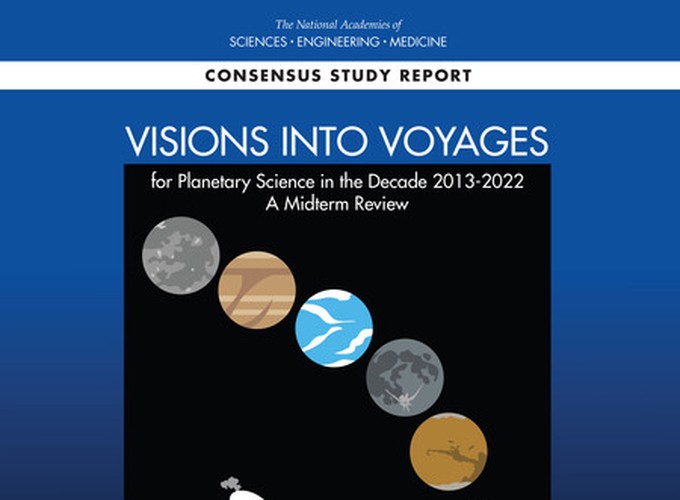 The National Academies of
SCIENCES · ENGINEERING · MEDICINE
CONSENSUS STUDY REPORT
VISIONS INTO VOYAGES
for Planetary Science in the Decade 2013-2022
A Midterm Review